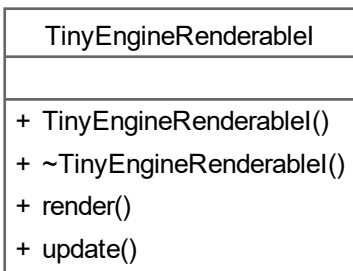 TinyEngineRenderableI
+ TinyEngineRenderableI()
+ ~TinyEngineRenderableI()
+ render()
+ update()